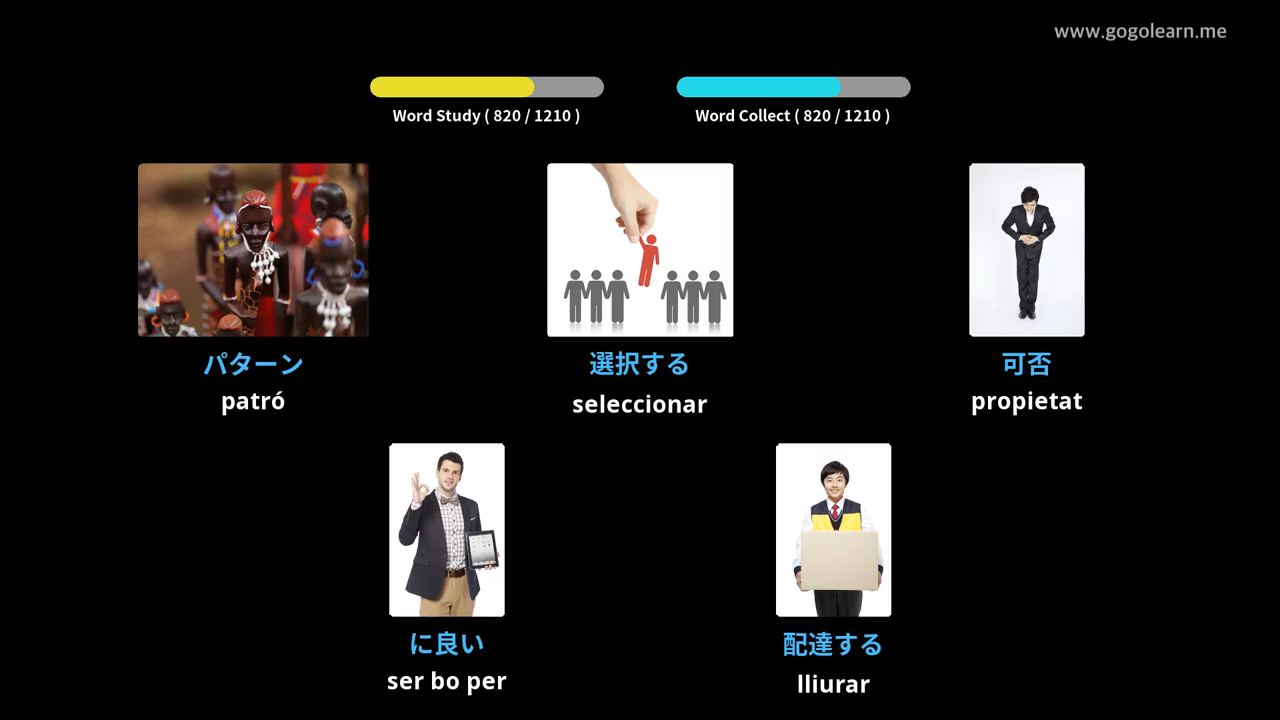 www.gogolearn.me
Word Study ( 820 / 1210 )
Word Collect ( 820 / 1210 )
パターン
patró
選択する
seleccionar
可否
propietat
に良い
ser bo per
配達する
lliurar